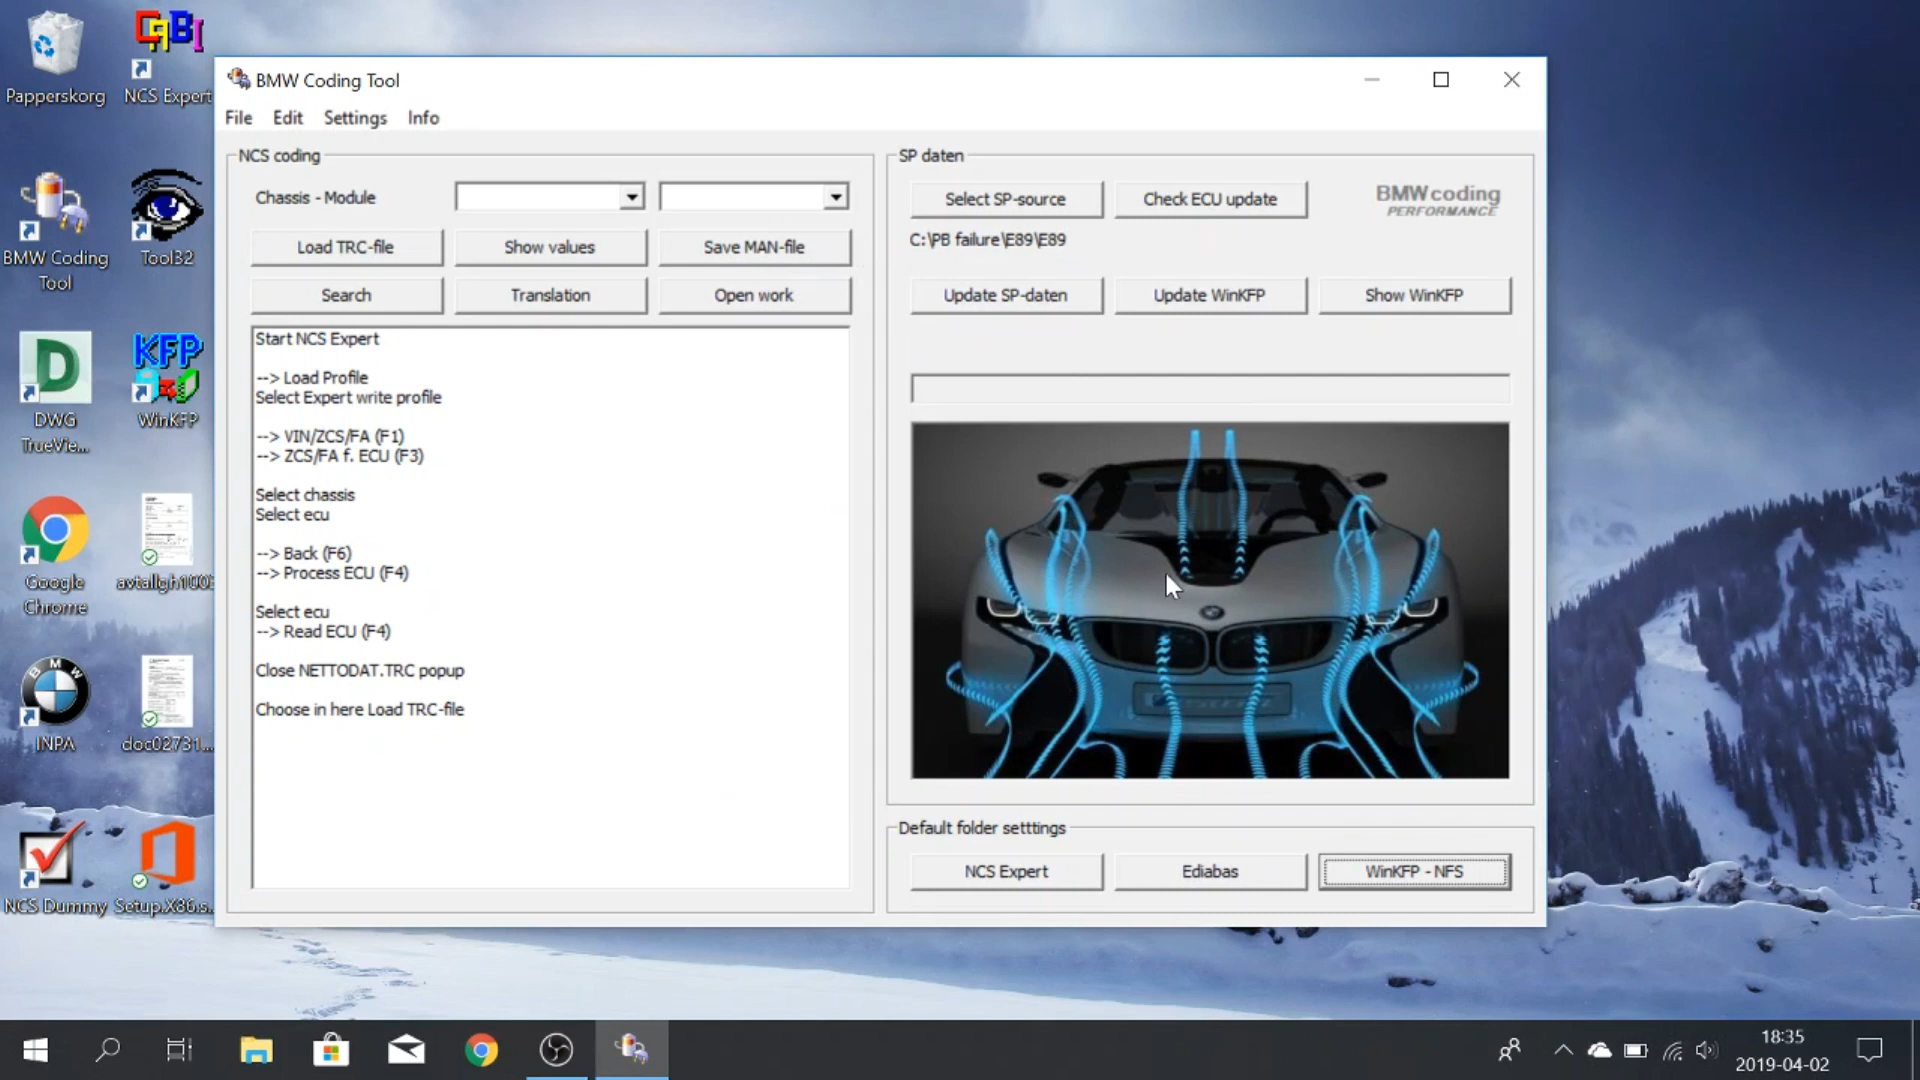 Papperskorg
NCS Expert
BMW Coding
Tool
Tool32
DWG
TrueVie...
KFP
WinKFP
Google
Chrome
INPA
NCS Dummy
BMW Coding Tool
File Edit Settings Info
NCS coding
Chassis - Module
Load TRC-file Show values Save MAN-file
Search Translation Open work
Start NCS Expert
--> Load Profile
Select Expert write profile
--> VIN/ZCS/FA (F1)
--> ZCS/FA f. ECU (F3)
Select chassis
Select ecu
--> Back (F6)
--> Process ECU (F4)
Select ecu
--> Read ECU (F4)
Close NETTODAT.TRC popup
Choose in here Load TRC-file
SP daten
Select SP-source Check ECU update
BMWcoding
PERFORMANCE
C:\PB failure\E89\E89
Update SP-daten Update WinKFP Show WinKFP
Default folder setttings
NCS Expert Ediabas WinKFP - NFS
18:35
2019-04-02